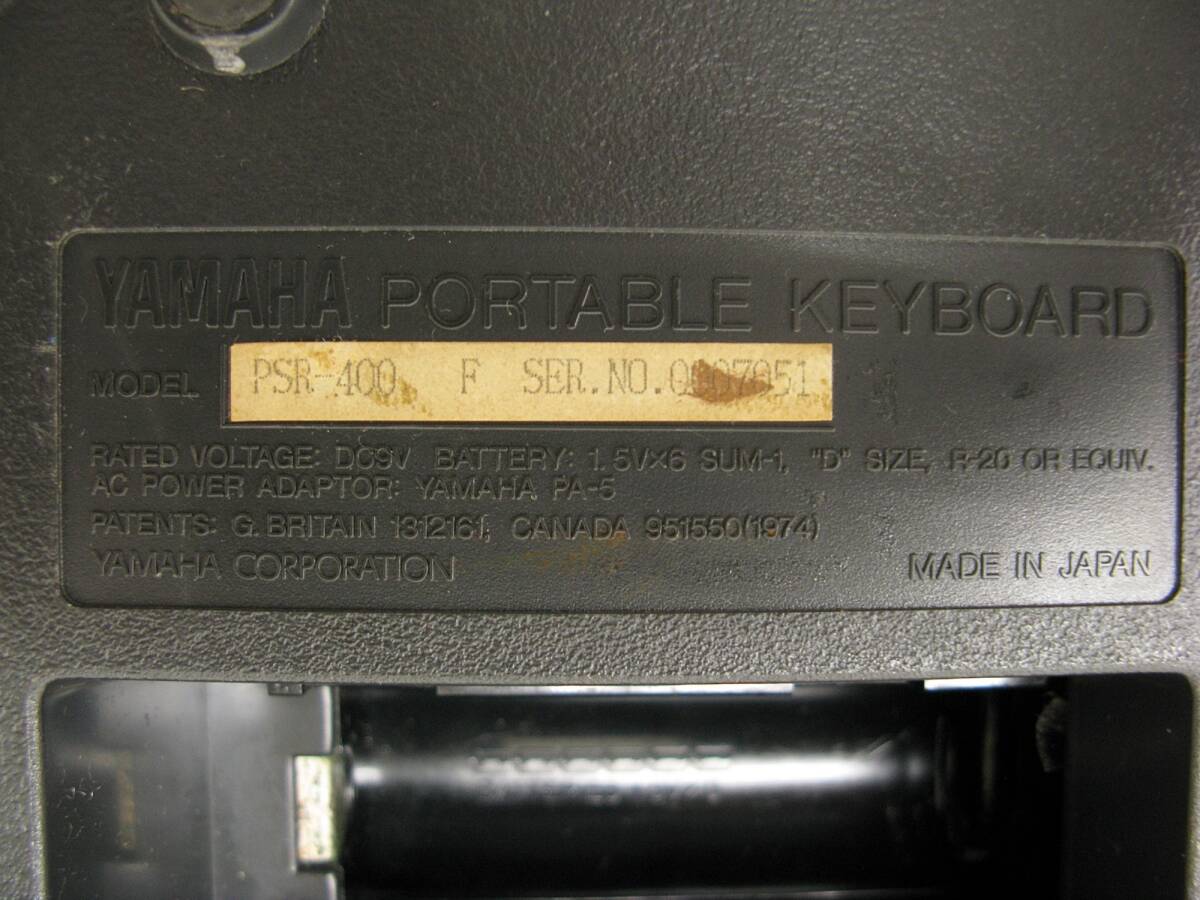 YAMAHA PORTABLE KEYBOARD
MODEL PSR-400 F SER.NO.
RATED VOLTAGE: DC9V BATTERY: 1.5V×6 SUM-1, "D" SIZE, R-20 OR EQUIV.
AC POWER ADAPTOR: YAMAHA PA-5
PATENTS: G.BRITAIN 1312161, CANADA 951550(1974)
YAMAHA CORPORATION MADE IN JAPAN